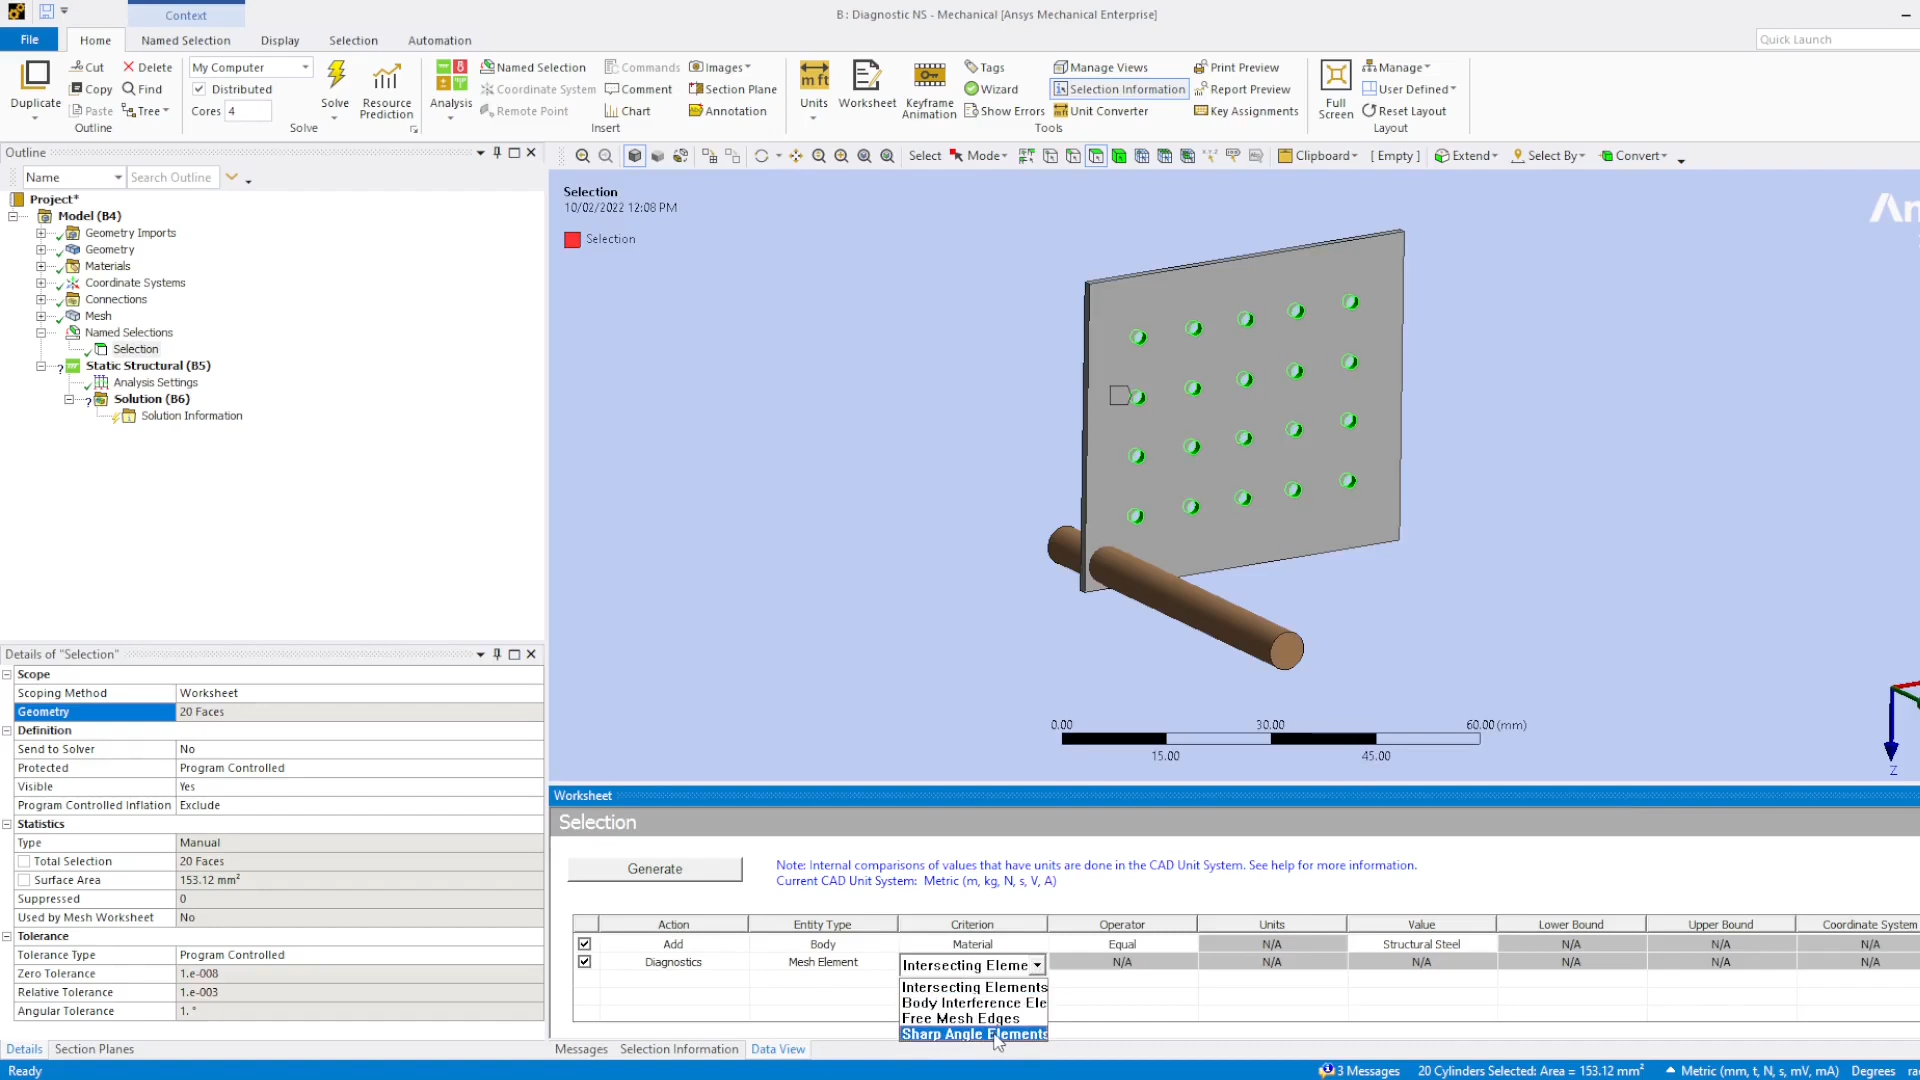 Context
B : Diagnostic NS - Mechanical [Ansys Mechanical Enterprise]
File Home Named Selection Display Selection Automation
Quick Launch
Duplicate
Cut
Copy
Paste
Delete
Find
Tree
Outline
My Computer
Distributed
Cores 4
Solve
Resource
Prediction
Solve
Analysis
Named Selection
Coordinate System
Remote Point
Commands
Comment
Chart
Images
Section Plane
Annotation
Insert
Units
Worksheet
Keyframe
Animation
Tags
Wizard
Show Errors
Manage Views
Selection Information
Unit Converter
Print Preview
Report Preview
Key Assignments
Tools
Full
Screen
Manage
User Defined
Reset Layout
Layout
Outline
Name Search Outline
Select Mode Clipboard [ Empty ] Extend Select By Convert
Project*
Model (B4)
Geometry Imports
Geometry
Materials
Coordinate Systems
Connections
Mesh
Named Selections
Selection
Static Structural (B5)
Analysis Settings
Solution (B6)
Solution Information
Selection
10/02/2022 12:08 PM
Selection
0.00 30.00 60.00 (mm)
15.00 45.00
Z
Details of "Selection"
Scope
Scoping Method Worksheet
Geometry 20 Faces
Definition
Send to Solver No
Protected Program Controlled
Visible Yes
Program Controlled Inflation Exclude
Statistics
Type Manual
Total Selection 20 Faces
Surface Area 153.12 mm²
Suppressed 0
Used by Mesh Worksheet No
Tolerance
Tolerance Type Program Controlled
Zero Tolerance 1.e-008
Relative Tolerance 1.e-003
Angular Tolerance 1. °
Details Section Planes
Worksheet
Selection
Generate
Note: Internal comparisons of values that have units are done in the CAD Unit System. See help for more information.
Current CAD Unit System: Metric (m, kg, N, s, V, A)
Action Entity Type Criterion Operator Units Value Lower Bound Upper Bound Coordinate System
Add Body Material Equal N/A Structural Steel N/A N/A N/A
Diagnostics Mesh Element Intersecting Eleme N/A N/A N/A N/A N/A N/A
Intersecting Elements
Body Interference Ele
Free Mesh Edges
Sharp Angle Elements
Messages Selection Information Data View
Ready
3 Messages 20 Cylinders Selected: Area = 153.12 mm² Metric (mm, t, N, s, mV, mA) Degrees